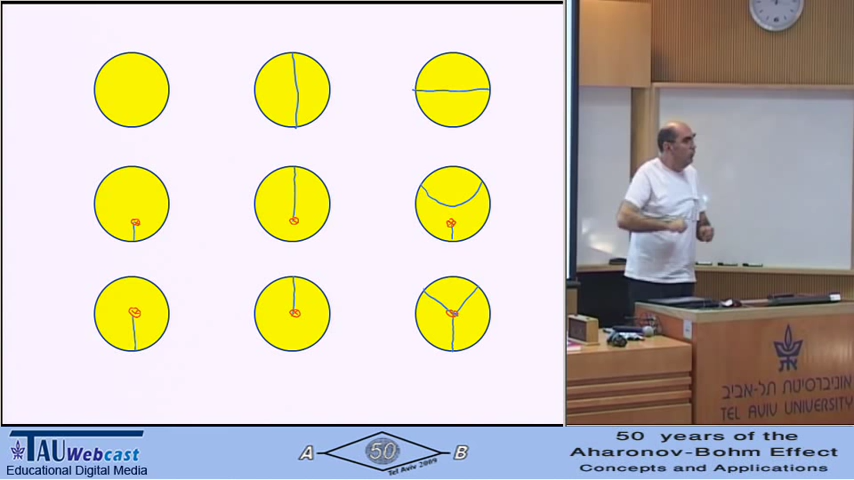 אוניברסיטת תל-אביב
TEL AVIV UNIVERSITY
TAUWebcast
Educational Digital Media
A 50 B
Tel Aviv 2009
50 years of the
Aharonov-Bohm Effect
Concepts and Applications